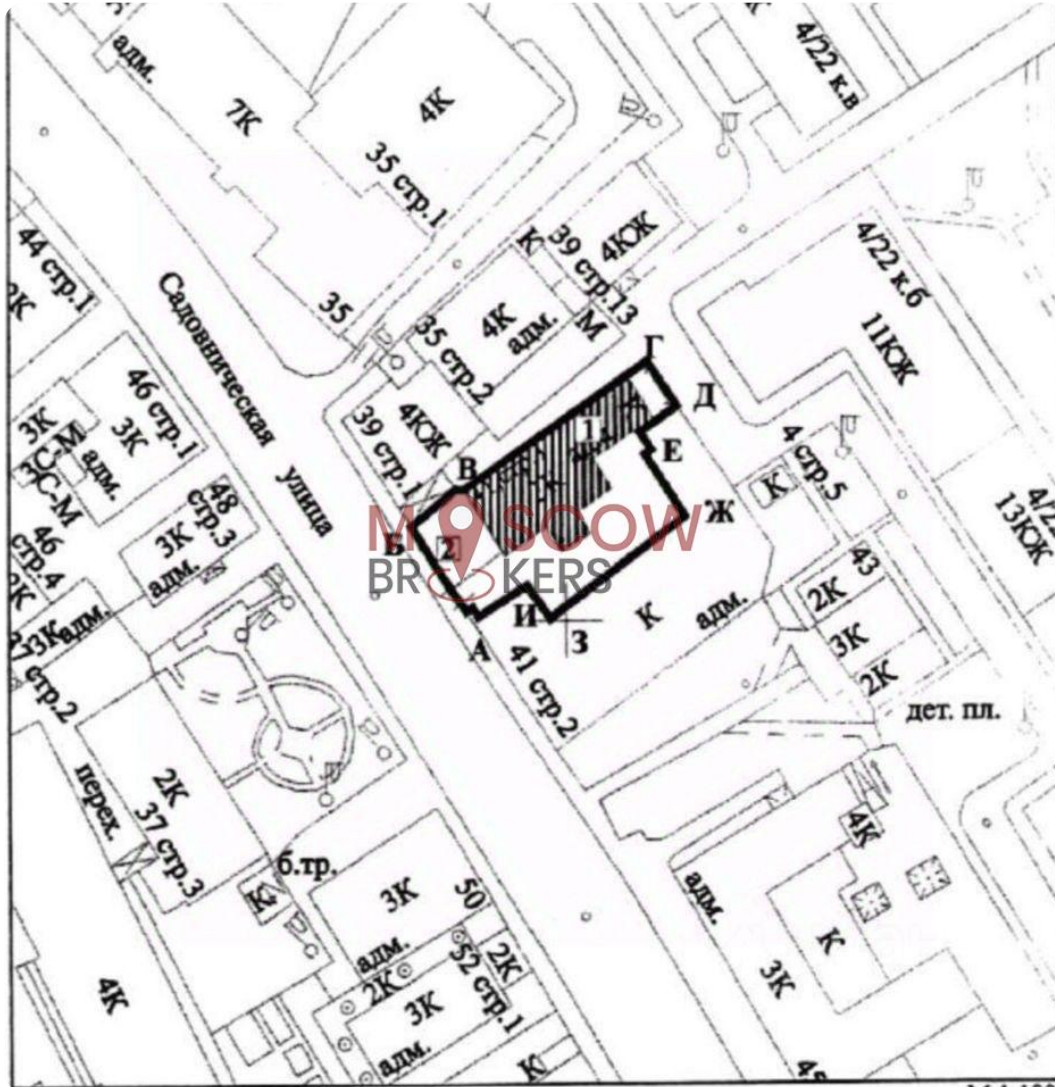 адм.
7К
4К
35 стр.1
35
4/22 к.в
44 стр.1
2К
Садовническая
улица
46 стр.1
3К
3К
адм.
3С-М
3С-М
46 стр.4
2К
48 стр.3
3К
адм.
3К
адм.
37 стр.2
35 стр.2
4К
адм.
К
39 стр.13
4КЖ
М
39 стр.1
4КЖ
4/22 к.б
11КЖ
Г
Д
В
1
Е
Ж
Б
2
А
И
З
MOSCOW
BROKERS
К
адм.
41 стр.2
4 стр.5
К
13КЖ
43
2К
3К
2К
дет. пл.
2К
37 стр.3
перех.
б.тр.
К
4К
3К
50
адм.
2К
52 стр.1
2К
3К
адм.
К
адм.
4К
К
3К